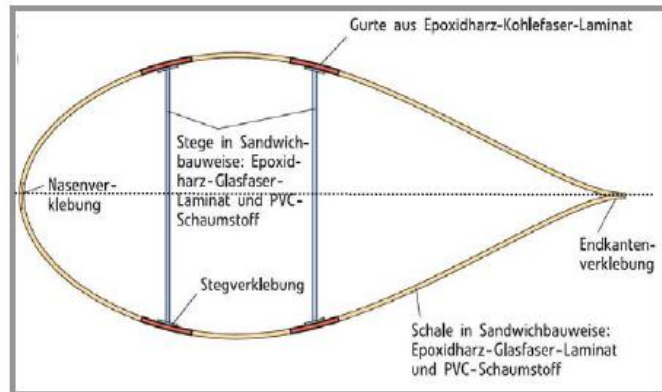 Gurte aus Epoxidharz-Kohlefaser-Laminat
Stege in Sandwich-
bauweise: Epoxid-
harz-Glasfaser-
Laminat und PVC-
Schaumstoff
Nasenver-
klebung
Endkanten-
verklebung
Stegverklebung
Schale in Sandwichbauweise:
Epoxidharz-Glasfaser-Laminat
und PVC-Schaumstoff